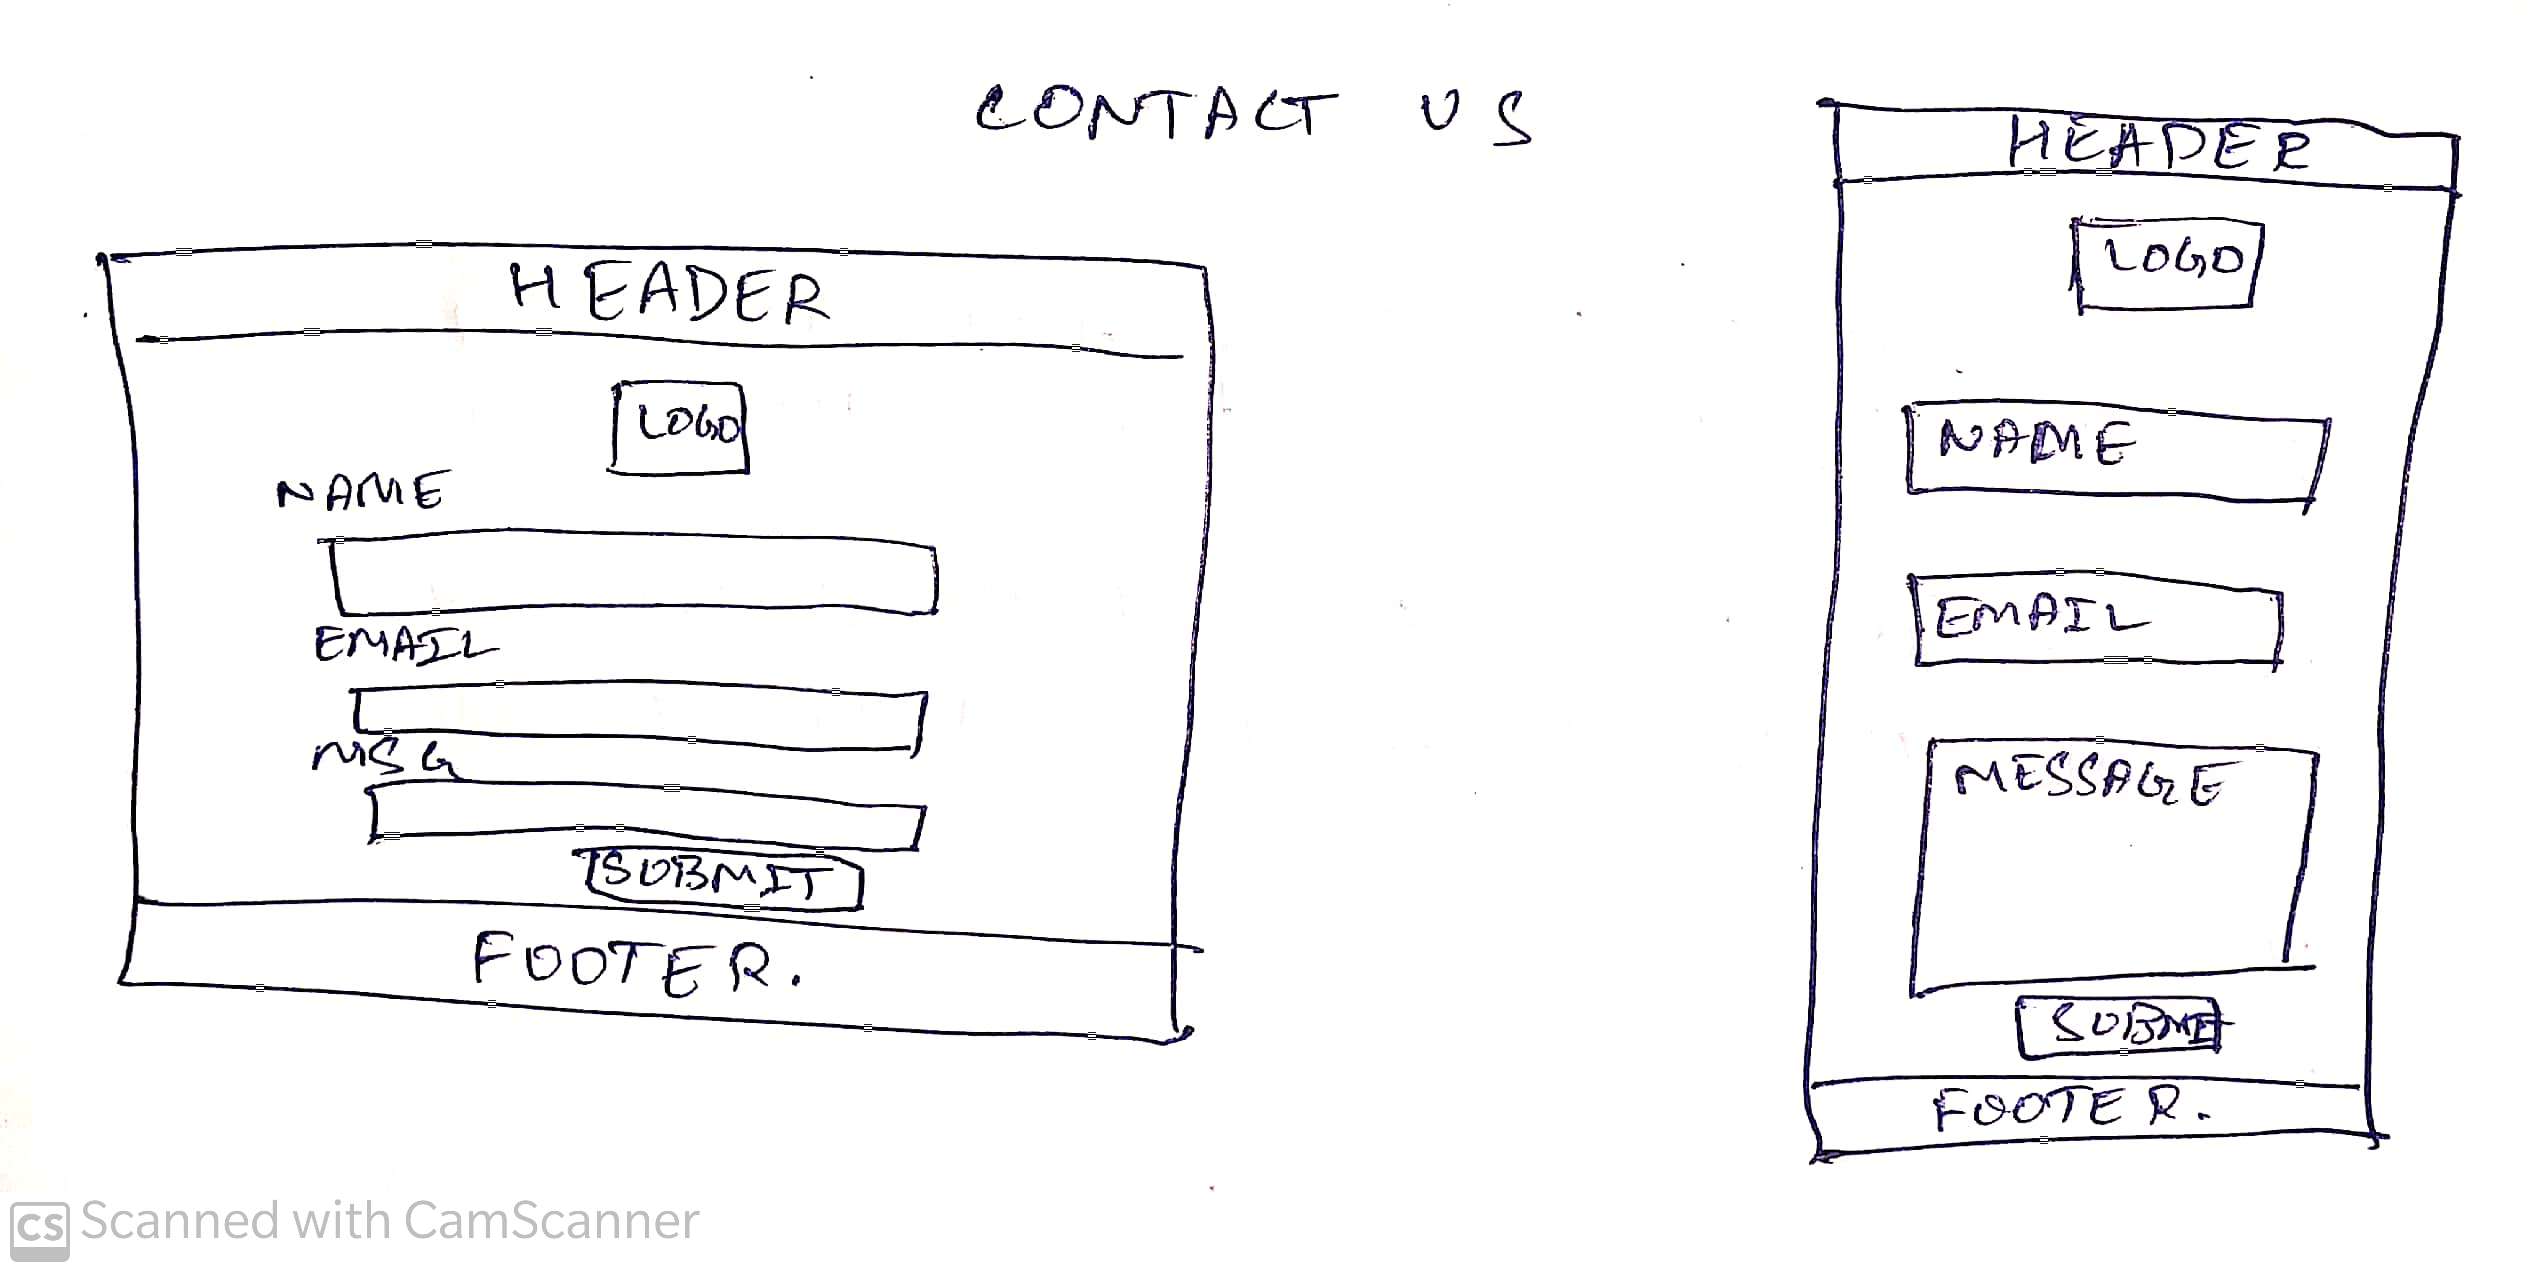 CONTACT US
HEADER
LOGO
NAME
EMAIL
MSG
SUBMIT
FOOTER.
HEADER
LOGO
NAME
EMAIL
MESSAGE
SUBMIT
FOOTER.
CS Scanned with CamScanner